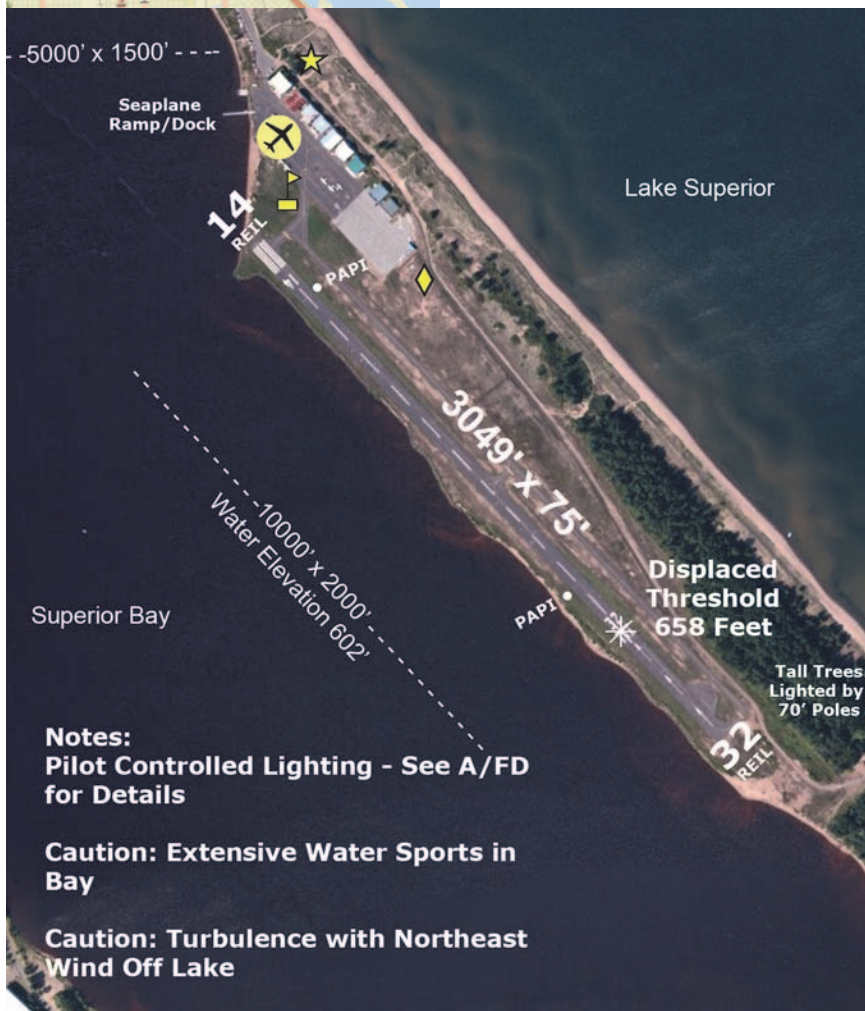 -5000' x 1500'
Seaplane
Ramp/Dock
Lake Superior
14
REIL
PAPI
14
3049' x 75'
10000' x 2000'
Water Elevation 602'
Displaced
Threshold
658 Feet
PAPI
32
Superior Bay
Tall Trees
Lighted by
70' Poles
32
REIL
Notes:
Pilot Controlled Lighting - See A/FD
for Details
Caution: Extensive Water Sports in
Bay
Caution: Turbulence with Northeast
Wind Off Lake